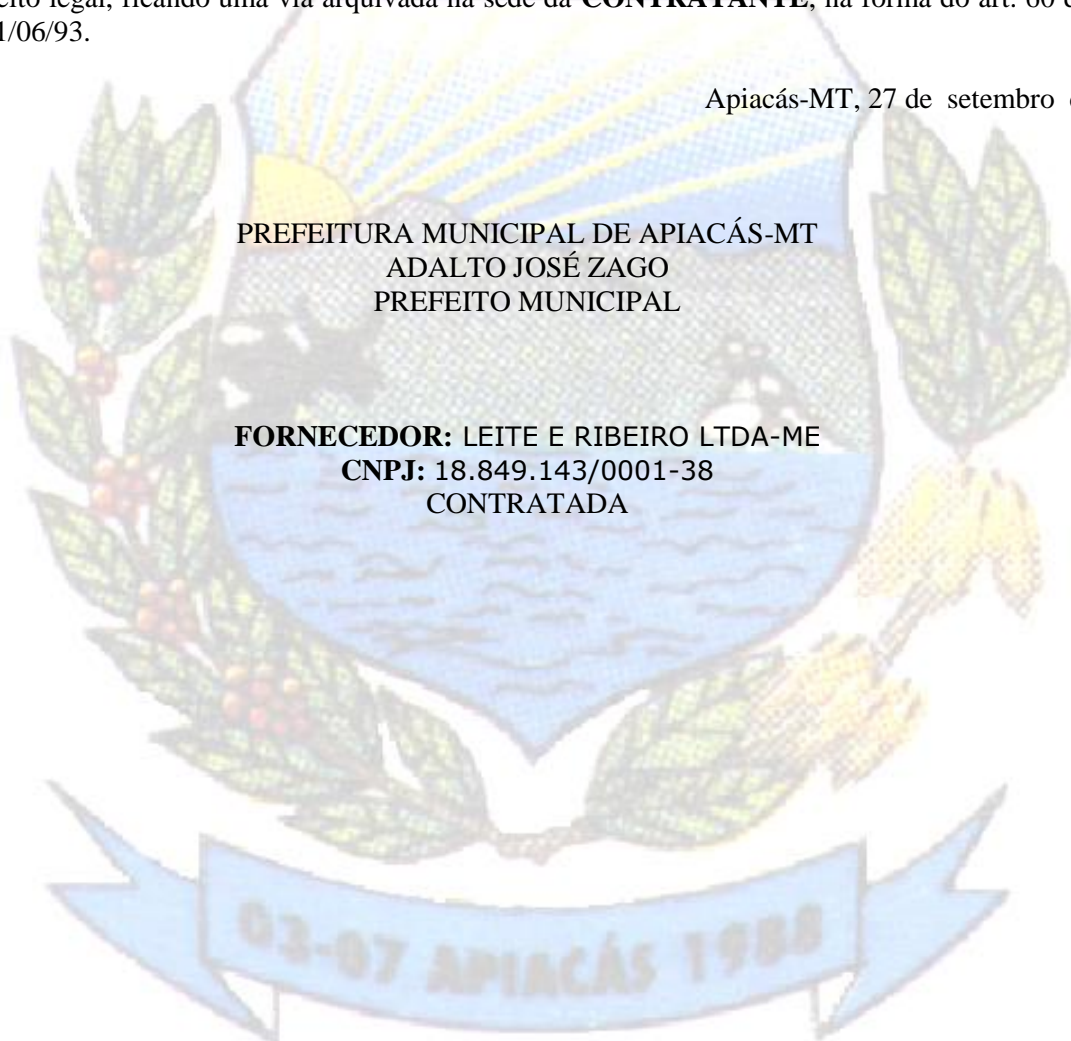 legal, ficando uma via arquivada na sede da CONTRATANTE, na forma do art. 60
/06/93.
Apiacás-MT, 27 de setembro
PREFEITURA MUNICIPAL DE APIACÁS-MT
ADALTO JOSÉ ZAGO
PREFEITO MUNICIPAL
FORNECEDOR: LEITE E RIBEIRO LTDA-ME
CNPJ: 18.849.143/0001-38
CONTRATADA
03-07 APIACÁS 1988